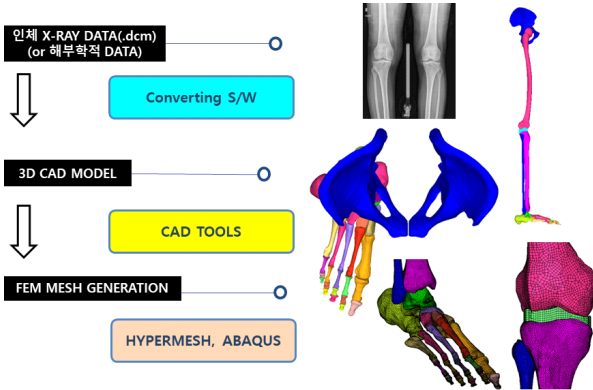 인체 X-RAY DATA(.dcm)
(or 해부학적 DATA)
Converting S/W
3D CAD MODEL
CAD TOOLS
FEM MESH GENERATION
HYPERMESH, ABAQUS